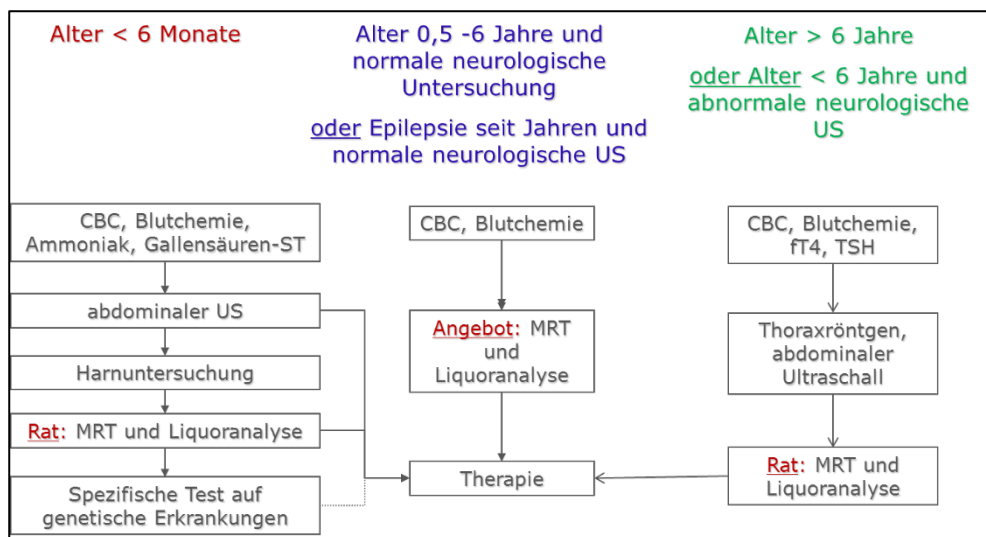 Alter < 6 Monate
Alter 0,5 -6 Jahre und
normale neurologische
Untersuchung
oder Epilepsie seit Jahren und
normale neurologische US
Alter > 6 Jahre
oder Alter < 6 Jahre und
abnormale neurologische
US
CBC, Blutchemie,
Ammoniak, Gallensäuren-ST
abdominaler US
Harnuntersuchung
Rat: MRT und Liquoranalyse
Spezifische Test auf
genetische Erkrankungen
CBC, Blutchemie
Angebot: MRT
und
Liquoranalyse
Therapie
CBC, Blutchemie,
fT4, TSH
Thoraxröntgen,
abdominaler
Ultraschall
Rat: MRT und
Liquoranalyse